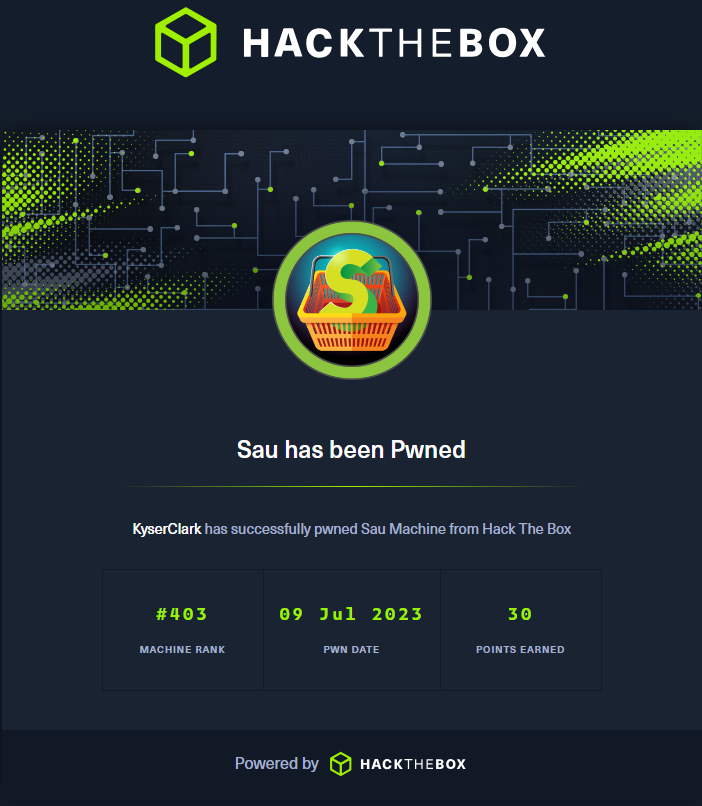 HACKTHEBOX
S
Sau has been Pwned
KyserClark has successfully pwned Sau Machine from Hack The Box
#403 09 Jul 2023 30
MACHINE RANK PWN DATE POINTS EARNED
Powered by HACKTHEBOX